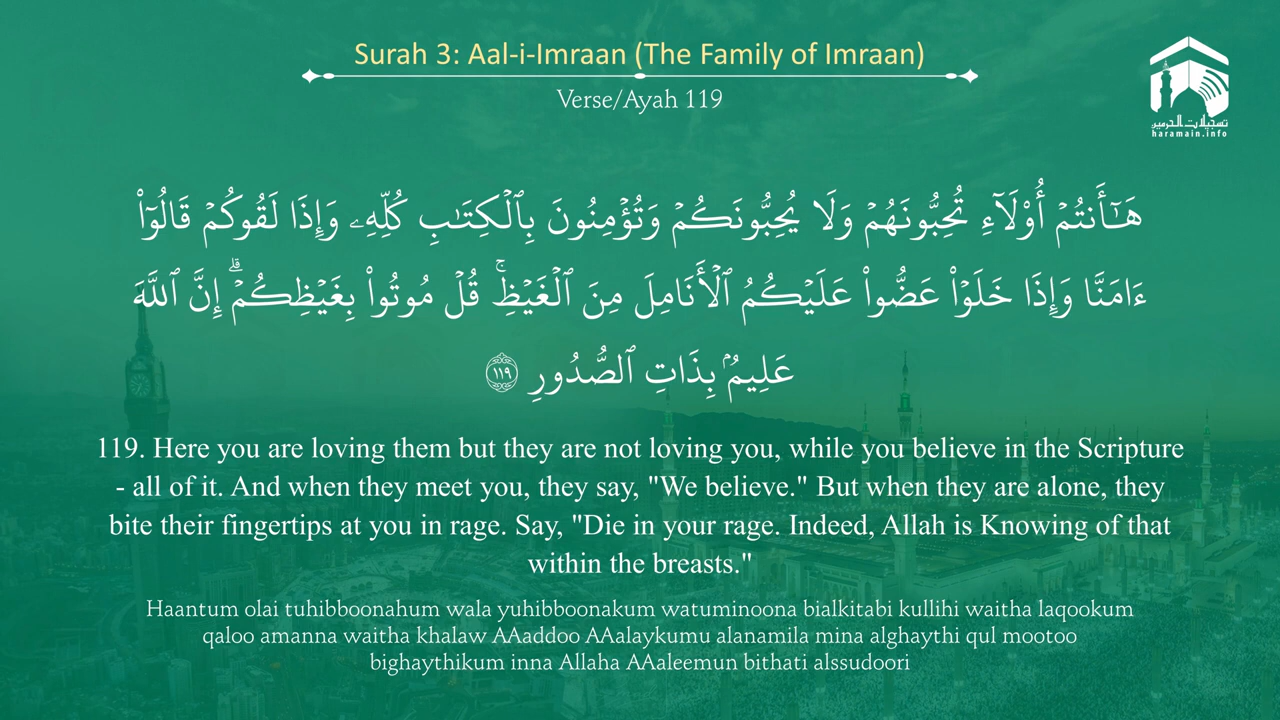 Surah 3: Aal-i-Imraan (The Family of Imraan)
Verse/Ayah 119
تسجيلات الحرمين
haramain.info
هَـٰٓأَنتُمْ أُو۟لَآءِ تُحِبُّونَهُمْ وَلَا يُحِبُّونَكُمْ وَتُؤْمِنُونَ بِٱلْكِتَـٰبِ كُلِّهِۦ وَإِذَا لَقُوكُمْ قَالُوٓا۟
ءَامَنَّا وَإِذَا خَلَوْا۟ عَضُّوا۟ عَلَيْكُمُ ٱلْأَنَامِلَ مِنَ ٱلْغَيْظِ ۚ قُلْ مُوتُوا۟ بِغَيْظِكُمْ ۗ إِنَّ ٱللَّهَ
عَلِيمٌۢ بِذَاتِ ٱلصُّدُورِ ١١٩
119. Here you are loving them but they are not loving you, while you believe in the Scripture
- all of it. And when they meet you, they say, "We believe." But when they are alone, they
bite their fingertips at you in rage. Say, "Die in your rage. Indeed, Allah is Knowing of that
within the breasts."
Haantum olai tuhibboonahum wala yuhibboonakum watuminoona bialkitabi kullihi waitha laqookum
qaloo amanna waitha khalaw AAaddoo AAalaykumu alanamila mina alghaythi qul mootoo
bighaythikum inna Allaha AAaleemun bithati alssudoori